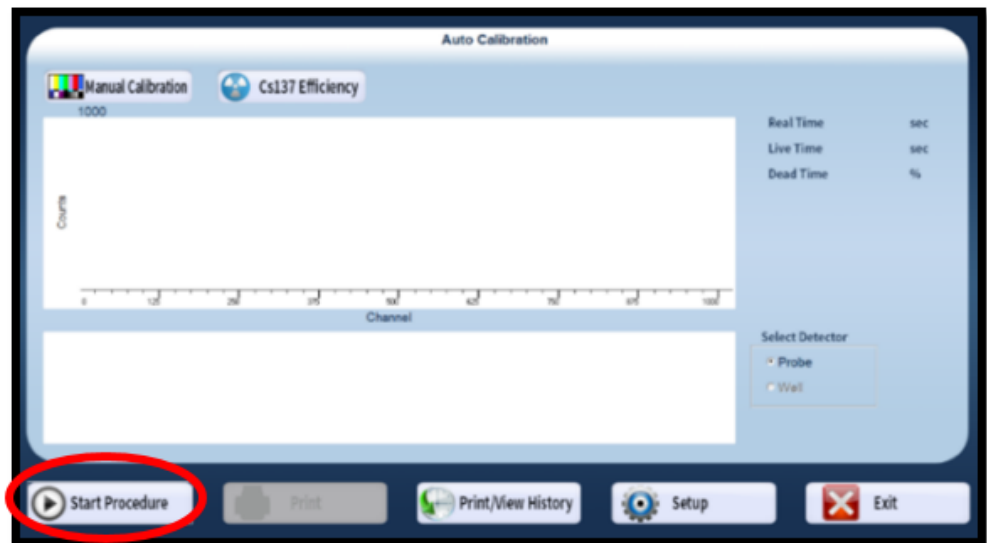 Auto Calibration
Manual Calibration
Cs137 Efficiency
1000
Real Time sec
Live Time sec
Dead Time %
Counts
0 125 250 375 500 625 750 875 1000
Channel
Select Detector
Probe
Well
Start Procedure
Print
Print/View History
Setup
Exit